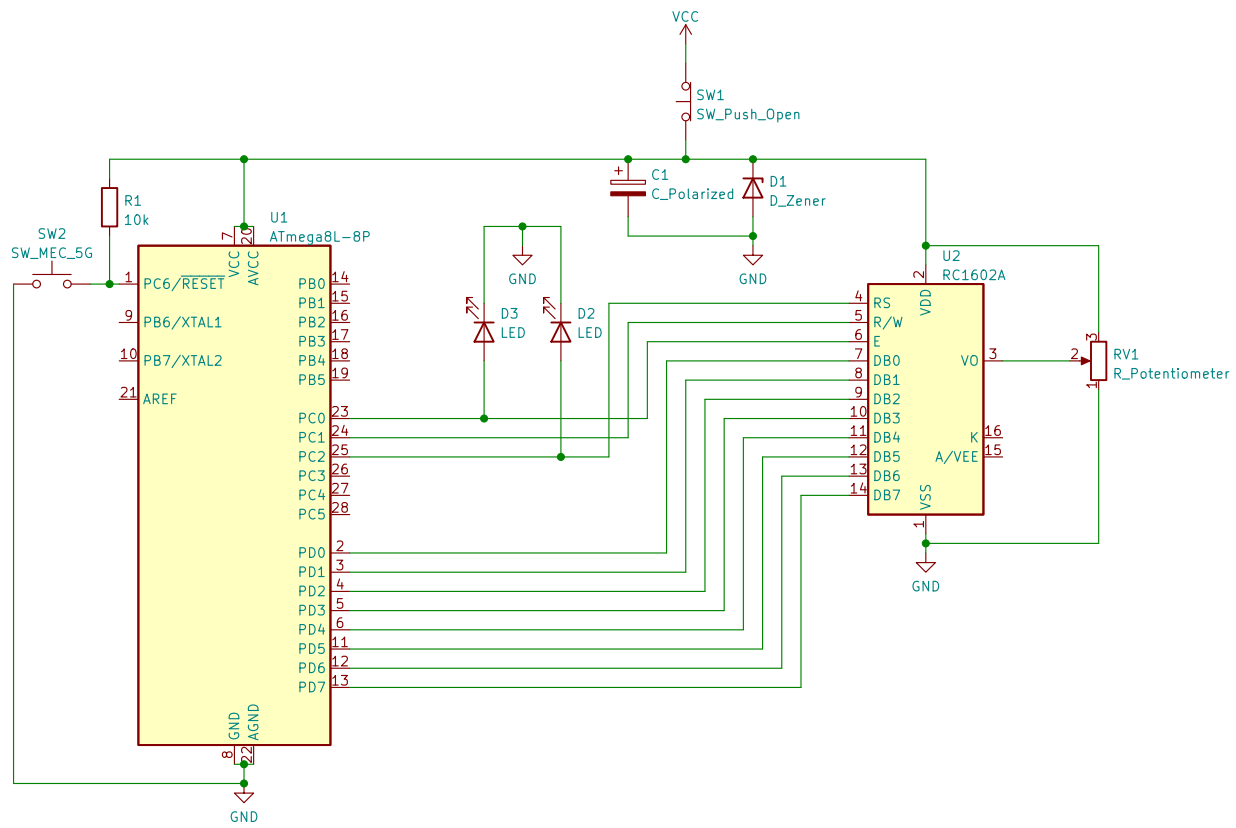 VCC
SW1
SW_Push_Open
+
C1
C_Polarized
D1
D_Zener
GND
R1
10k
SW2
SW_MEC_5G
U1
ATmega8L-8P
7
VCC
20
AVCC
1 PC6/RESET
9 PB6/XTAL1
10 PB7/XTAL2
21 AREF
PB0 14
PB1 15
PB2 16
PB3 17
PB4 18
PB5 19
PC0 23
PC1 24
PC2 25
PC3 26
PC4 27
PC5 28
PD0 2
PD1 3
PD2 4
PD3 5
PD4 6
PD5 11
PD6 12
PD7 13
GND
8
AGND
22
GND
GND
D3
LED
D2
LED
U2
RC1602A
2
VDD
4 RS
5 R/W
6 E
7 DB0
8 DB1
9 DB2
10 DB3
11 DB4
12 DB5
13 DB6
14 DB7
VO 3
K 16
A/VEE 15
VSS
1
GND
3
2
1
RV1
R_Potentiometer